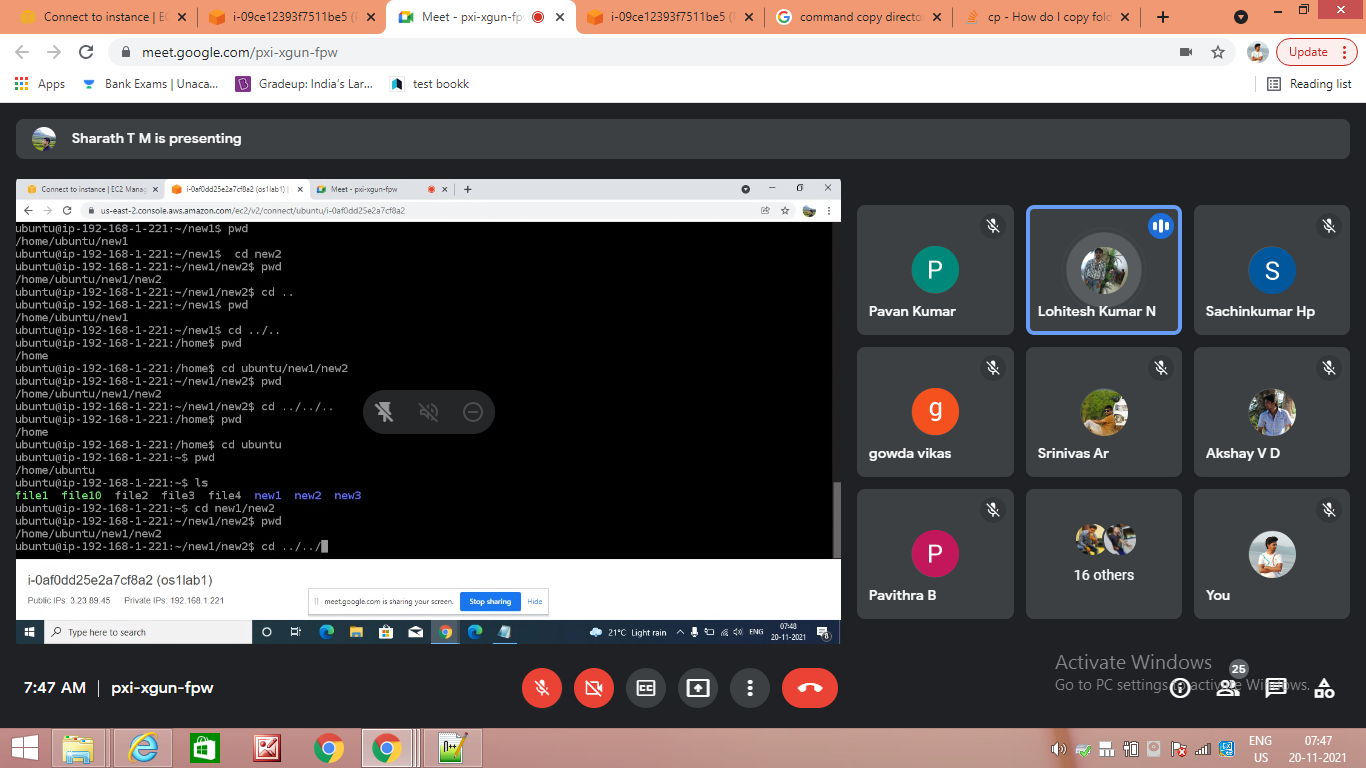 Connect to instance | EC
i-09ce12393f7511be5 (
Meet - pxi-xgun-fp
i-09ce12393f7511be5 (
command copy directo
cp - How do I copy fold
meet.google.com/pxi-xgun-fpw
Update
Apps
Bank Exams | Unaca...
Gradeup: India's Lar...
test bookk
Reading list
Sharath T M is presenting
Connect to instance | EC2 Manag
i-0af0dd25e2a7cf8a2 (os1lab1) |
Meet - pxi-xgun-fpw
us-east-2.console.aws.amazon.com/ec2/v2/connect/ubuntu/i-0af0dd25e2a7cf8a2
ubuntu@ip-192-168-1-221:~/new1$ pwd
/home/ubuntu/new1
ubuntu@ip-192-168-1-221:~/new1$  cd new2
ubuntu@ip-192-168-1-221:~/new1/new2$ pwd
/home/ubuntu/new1/new2
ubuntu@ip-192-168-1-221:~/new1/new2$ cd ..
ubuntu@ip-192-168-1-221:~/new1$ pwd
/home/ubuntu/new1
ubuntu@ip-192-168-1-221:~/new1$ cd ../..
ubuntu@ip-192-168-1-221:/home$ pwd
/home
ubuntu@ip-192-168-1-221:/home$ cd ubuntu/new1/new2
ubuntu@ip-192-168-1-221:~/new1/new2$ pwd
/home/ubuntu/new1/new2
ubuntu@ip-192-168-1-221:~/new1/new2$ cd ../../..
ubuntu@ip-192-168-1-221:/home$ pwd
/home
ubuntu@ip-192-168-1-221:/home$ cd ubuntu
ubuntu@ip-192-168-1-221:~$ pwd
/home/ubuntu
ubuntu@ip-192-168-1-221:~$ ls
file1  file10  file2  file3  file4  new1  new2  new3
ubuntu@ip-192-168-1-221:~$ cd new1/new2
ubuntu@ip-192-168-1-221:~/new1/new2$ pwd
/home/ubuntu/new1/new2
ubuntu@ip-192-168-1-221:~/new1/new2$ cd ../../
i-0af0dd25e2a7cf8a2 (os1lab1)
Public IPs: 3.23.89.45 Private IPs: 192.168.1.221
meet.google.com is sharing your screen.
Stop sharing
Hide
Type here to search
21°C Light rain
ENG
07:48
20-11-2021
8
P
Pavan Kumar
Lohitesh Kumar N
S
Sachinkumar Hp
g
gowda vikas
Srinivas Ar
Akshay V D
P
Pavithra B
16 others
You
Activate Windows
Go to PC settings to activate Windows.
7:47 AM | pxi-xgun-fpw
25
ENG
US
07:47
20-11-2021